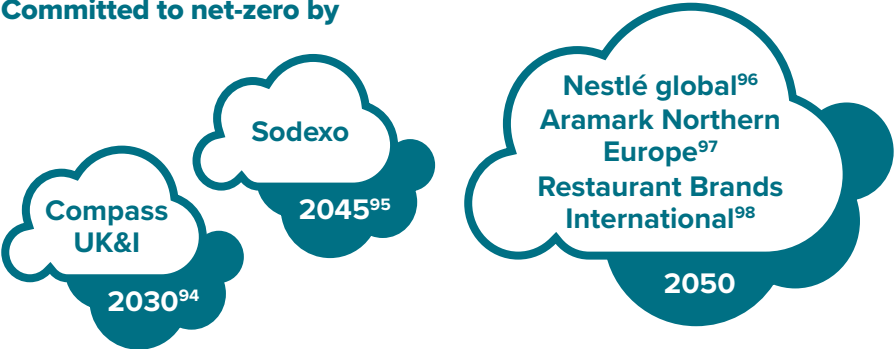 Committed to net-zero by
Compass
UK&I
2030⁹⁴
Sodexo
2045⁹⁵
Nestlé global⁹⁶
Aramark Northern
Europe⁹⁷
Restaurant Brands
International⁹⁸
2050